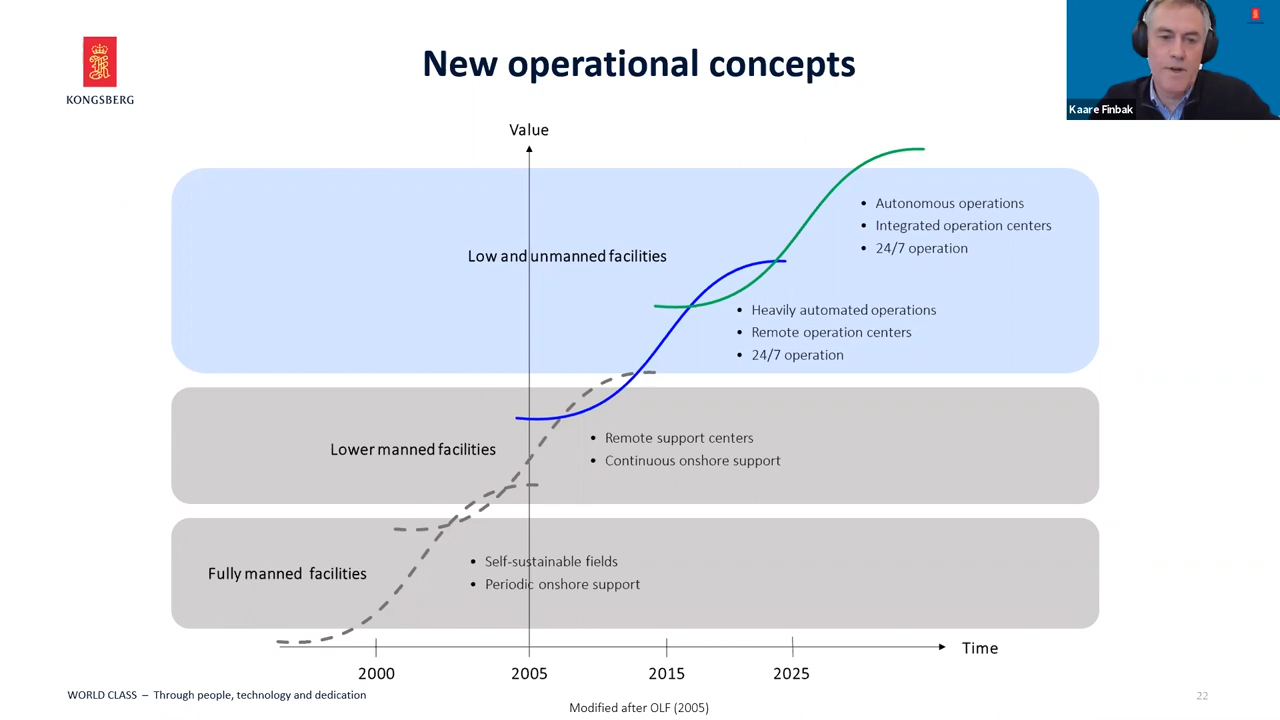 New operational concepts
KONGSBERG
Kaare Finbak
Value
• Autonomous operations
• Integrated operation centers
• 24/7 operation
Low and unmanned facilities
• Heavily automated operations
• Remote operation centers
• 24/7 operation
Lower manned facilities
• Remote support centers
• Continuous onshore support
Fully manned facilities
• Self-sustainable fields
• Periodic onshore support
Time
2000 2005 2015 2025
WORLD CLASS – Through people, technology and dedication
22
Modified after OLF (2005)